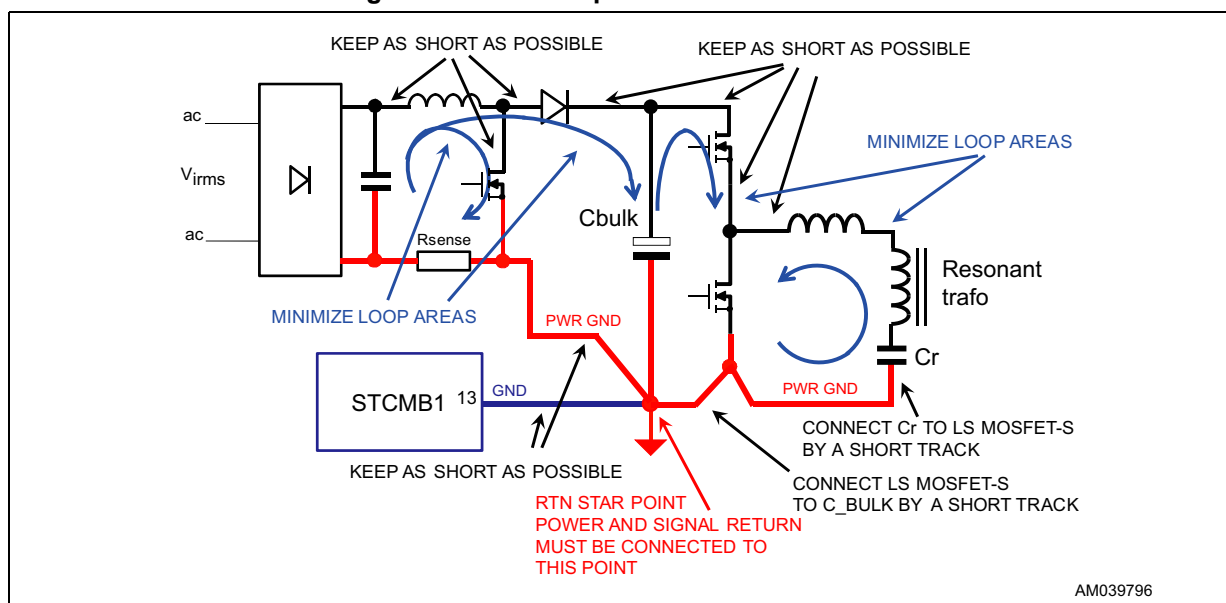 KEEP AS SHORT AS POSSIBLE
KEEP AS SHORT AS POSSIBLE
ac
MINIMIZE LOOP AREAS
Virms
Cbulk
ac
Rsense
Resonant
trafo
MINIMIZE LOOP AREAS
PWR GND
Cr
PWR GND
STCMB1
13
GND
CONNECT Cr TO LS MOSFET-S
BY A SHORT TRACK
KEEP AS SHORT AS POSSIBLE
CONNECT LS MOSFET-S
TO C_BULK BY A SHORT TRACK
RTN STAR POINT
POWER AND SIGNAL RETURN
MUST BE CONNECTED TO
THIS POINT
AM039796